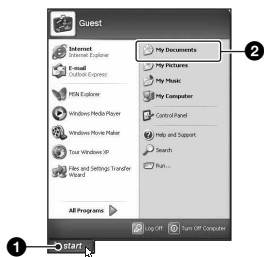 Guest
Internet
Internet Explorer
E-mail
Outlook Express
MSN Explorer
Windows Media Player
Windows Movie Maker
Tour Windows XP
Files and Settings Transfer
Wizard
All Programs
My Documents
My Pictures
My Music
My Computer
Control Panel
Help and Support
Search
Run...
Log Off
Turn Off Computer
start
1
2